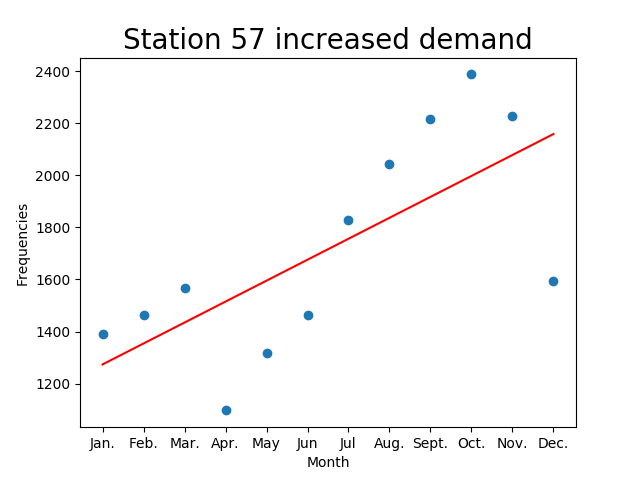 Station 57 increased demand
2400
2200
2000
1800
1600
1400
1200
Frequencies
Jan. Feb. Mar. Apr. May Jun Jul Aug. Sept. Oct. Nov. Dec.
Month